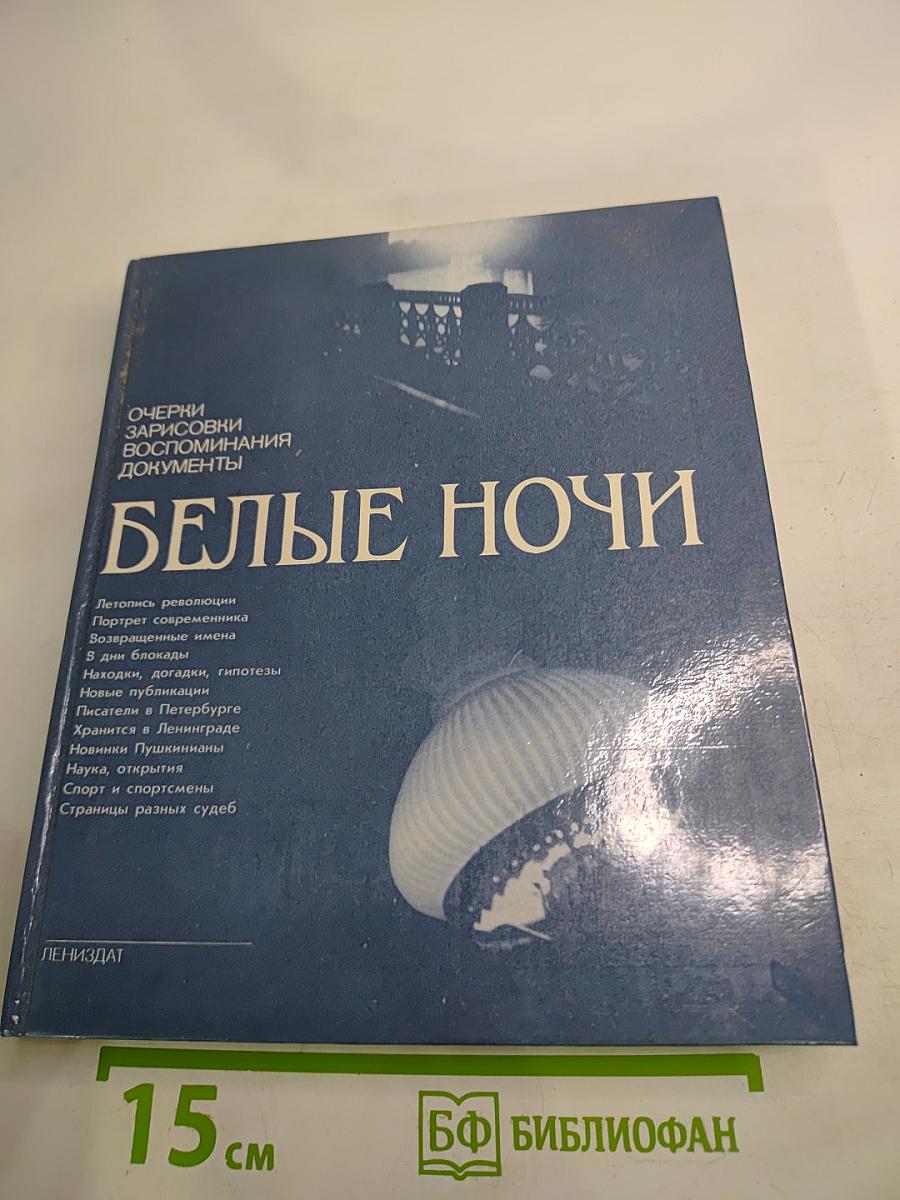 ОЧЕРКИ
ЗАРИСОВКИ
ВОСПОМИНАНИЯ
ДОКУМЕНТЫ
БЕЛЫЕ НОЧИ
Летопись революции
Портрет современника
Возвращенные имена
В дни блокады
Находки, догадки, гипотезы
Новые публикации
Писатели в Петербурге
Хранится в Ленинграде
Новинки Пушкинианы
Наука, открытия
Спорт и спортсмены
Страницы разных судеб
ЛЕНИЗДАТ
15 см
БФ БИБЛИОФАН